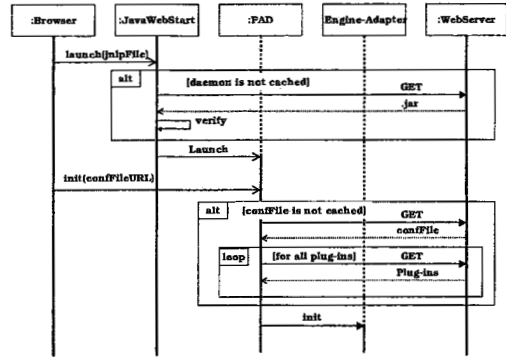 :Browser :JavaWebStart :PAD Engine-Adapter :WebServer
launch(jnlpFile)
alt [daemon is not cached] GET
.jar
verify
Launch
init(confFileURL)
alt [confFile is not cached] GET
confFile
loop [for all plug-ins] GET
Plug-ins
init